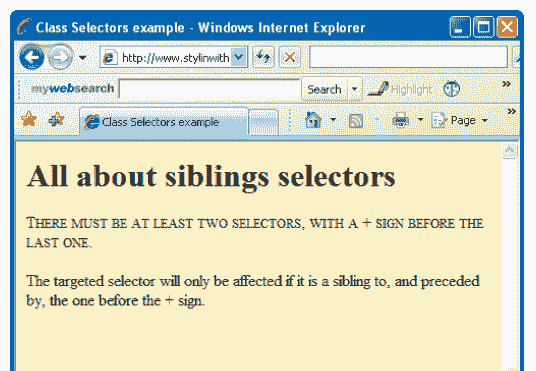 Class Selectors example - Windows Internet Explorer
http://www.stylinwith
mywebsearch Search Highlight »
Class Selectors example Page »
All about siblings selectors
THERE MUST BE AT LEAST TWO SELECTORS, WITH A + SIGN BEFORE THE
LAST ONE.
The targeted selector will only be affected if it is a sibling to, and preceded
by, the one before the + sign.